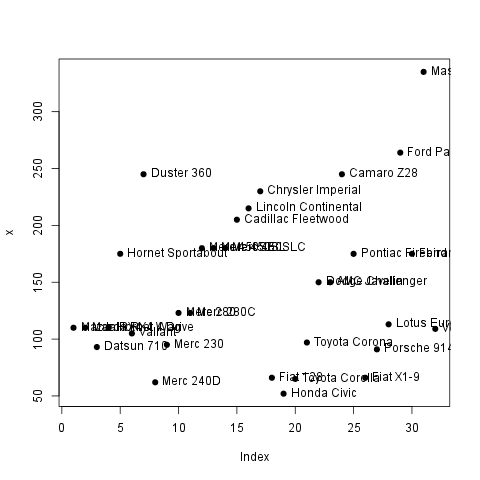 Mas
300
Ford Pa
250
Duster 360
Camaro Z28
Chrysler Imperial
Lincoln Continental
200
Cadillac Fleetwood
x
Hornet Sportabout
Pontiac Firebird
150
Lotus Eur
100
Valiant
Toyota Corona
Datsun 710
Merc 230
Porsche 914
Merc 240D
Fiat 128
Toyota Corolla
Fiat X1-9
50
Honda Civic
0 5 10 15 20 25 30
Index